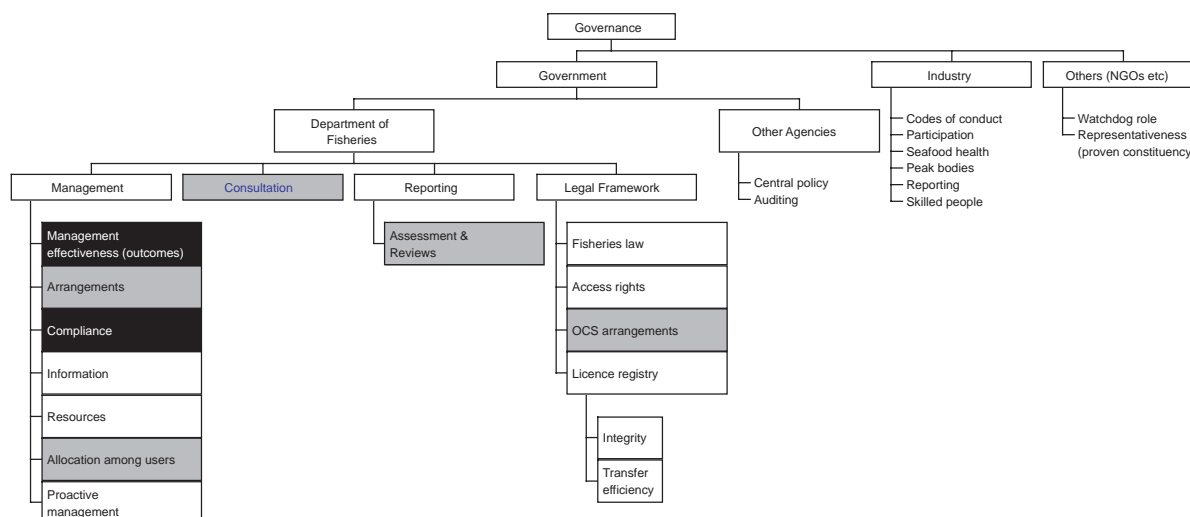 Governance
Government
Industry
Others (NGOs etc)
Department of
Fisheries
Other Agencies
Codes of conduct
Participation
Seafood health
Peak bodies
Reporting
Skilled people
Watchdog role
Representativeness
(proven constituency)
Central policy
Auditing
Management
Consultation
Reporting
Legal Framework
Management
effectiveness (outcomes)
Arrangements
Compliance
Information
Resources
Allocation among users
Proactive
management
Assessment &
Reviews
Fisheries law
Access rights
OCS arrangements
Licence registry
Integrity
Transfer
efficiency